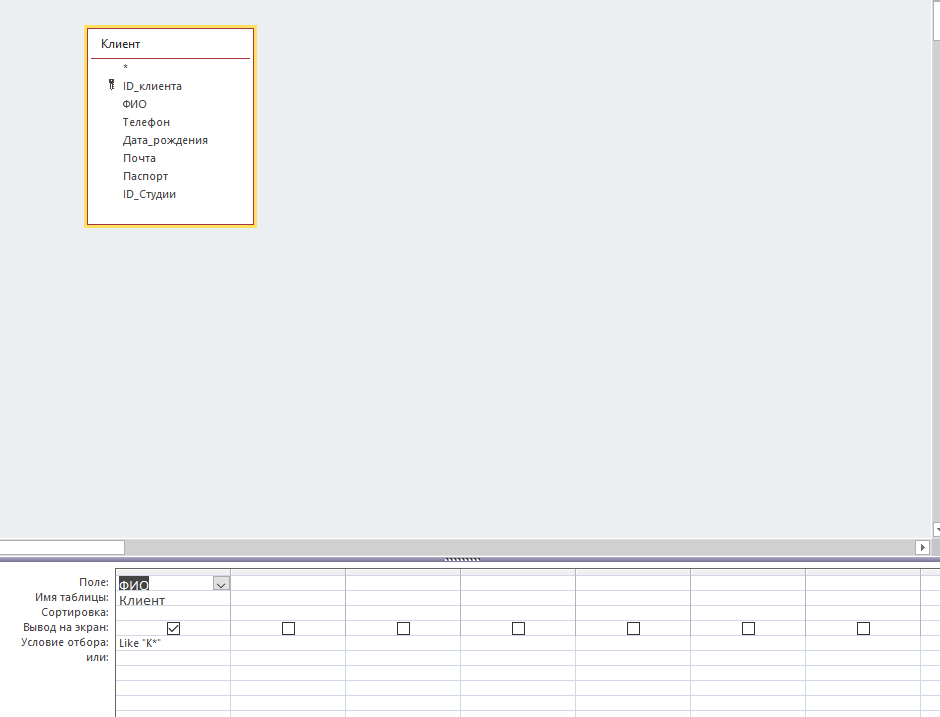 Клиент
*
ID_клиента
ФИО
Телефон
Дата_рождения
Почта
Паспорт
ID_Студии
Поле: ФИО
Имя таблицы: Клиент
Сортировка:
Вывод на экран:
Условие отбора: Like "K*"
или: